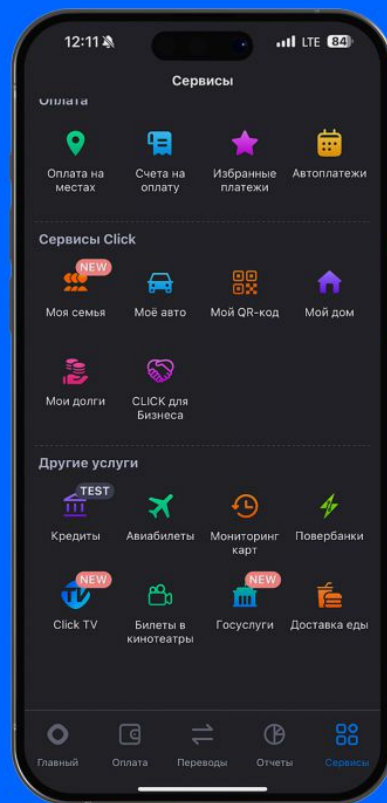 12:11 LTE 84
Сервисы
Оплата
Оплата на местах
Счета на оплату
Избранные платежи
Автоплатежи
Сервисы Click
NEW
Моя семья
Моё авто
Мой QR-код
Мой дом
Мои долги
CLICK для Бизнеса
Другие услуги
TEST
Кредиты
Авиабилеты
Мониторинг карт
Повербанки
NEW
NEW
TV
Click TV
Билеты в кинотеатры
Госуслуги
Доставка еды
Главный
Оплата
Переводы
Отчеты
Сервисы